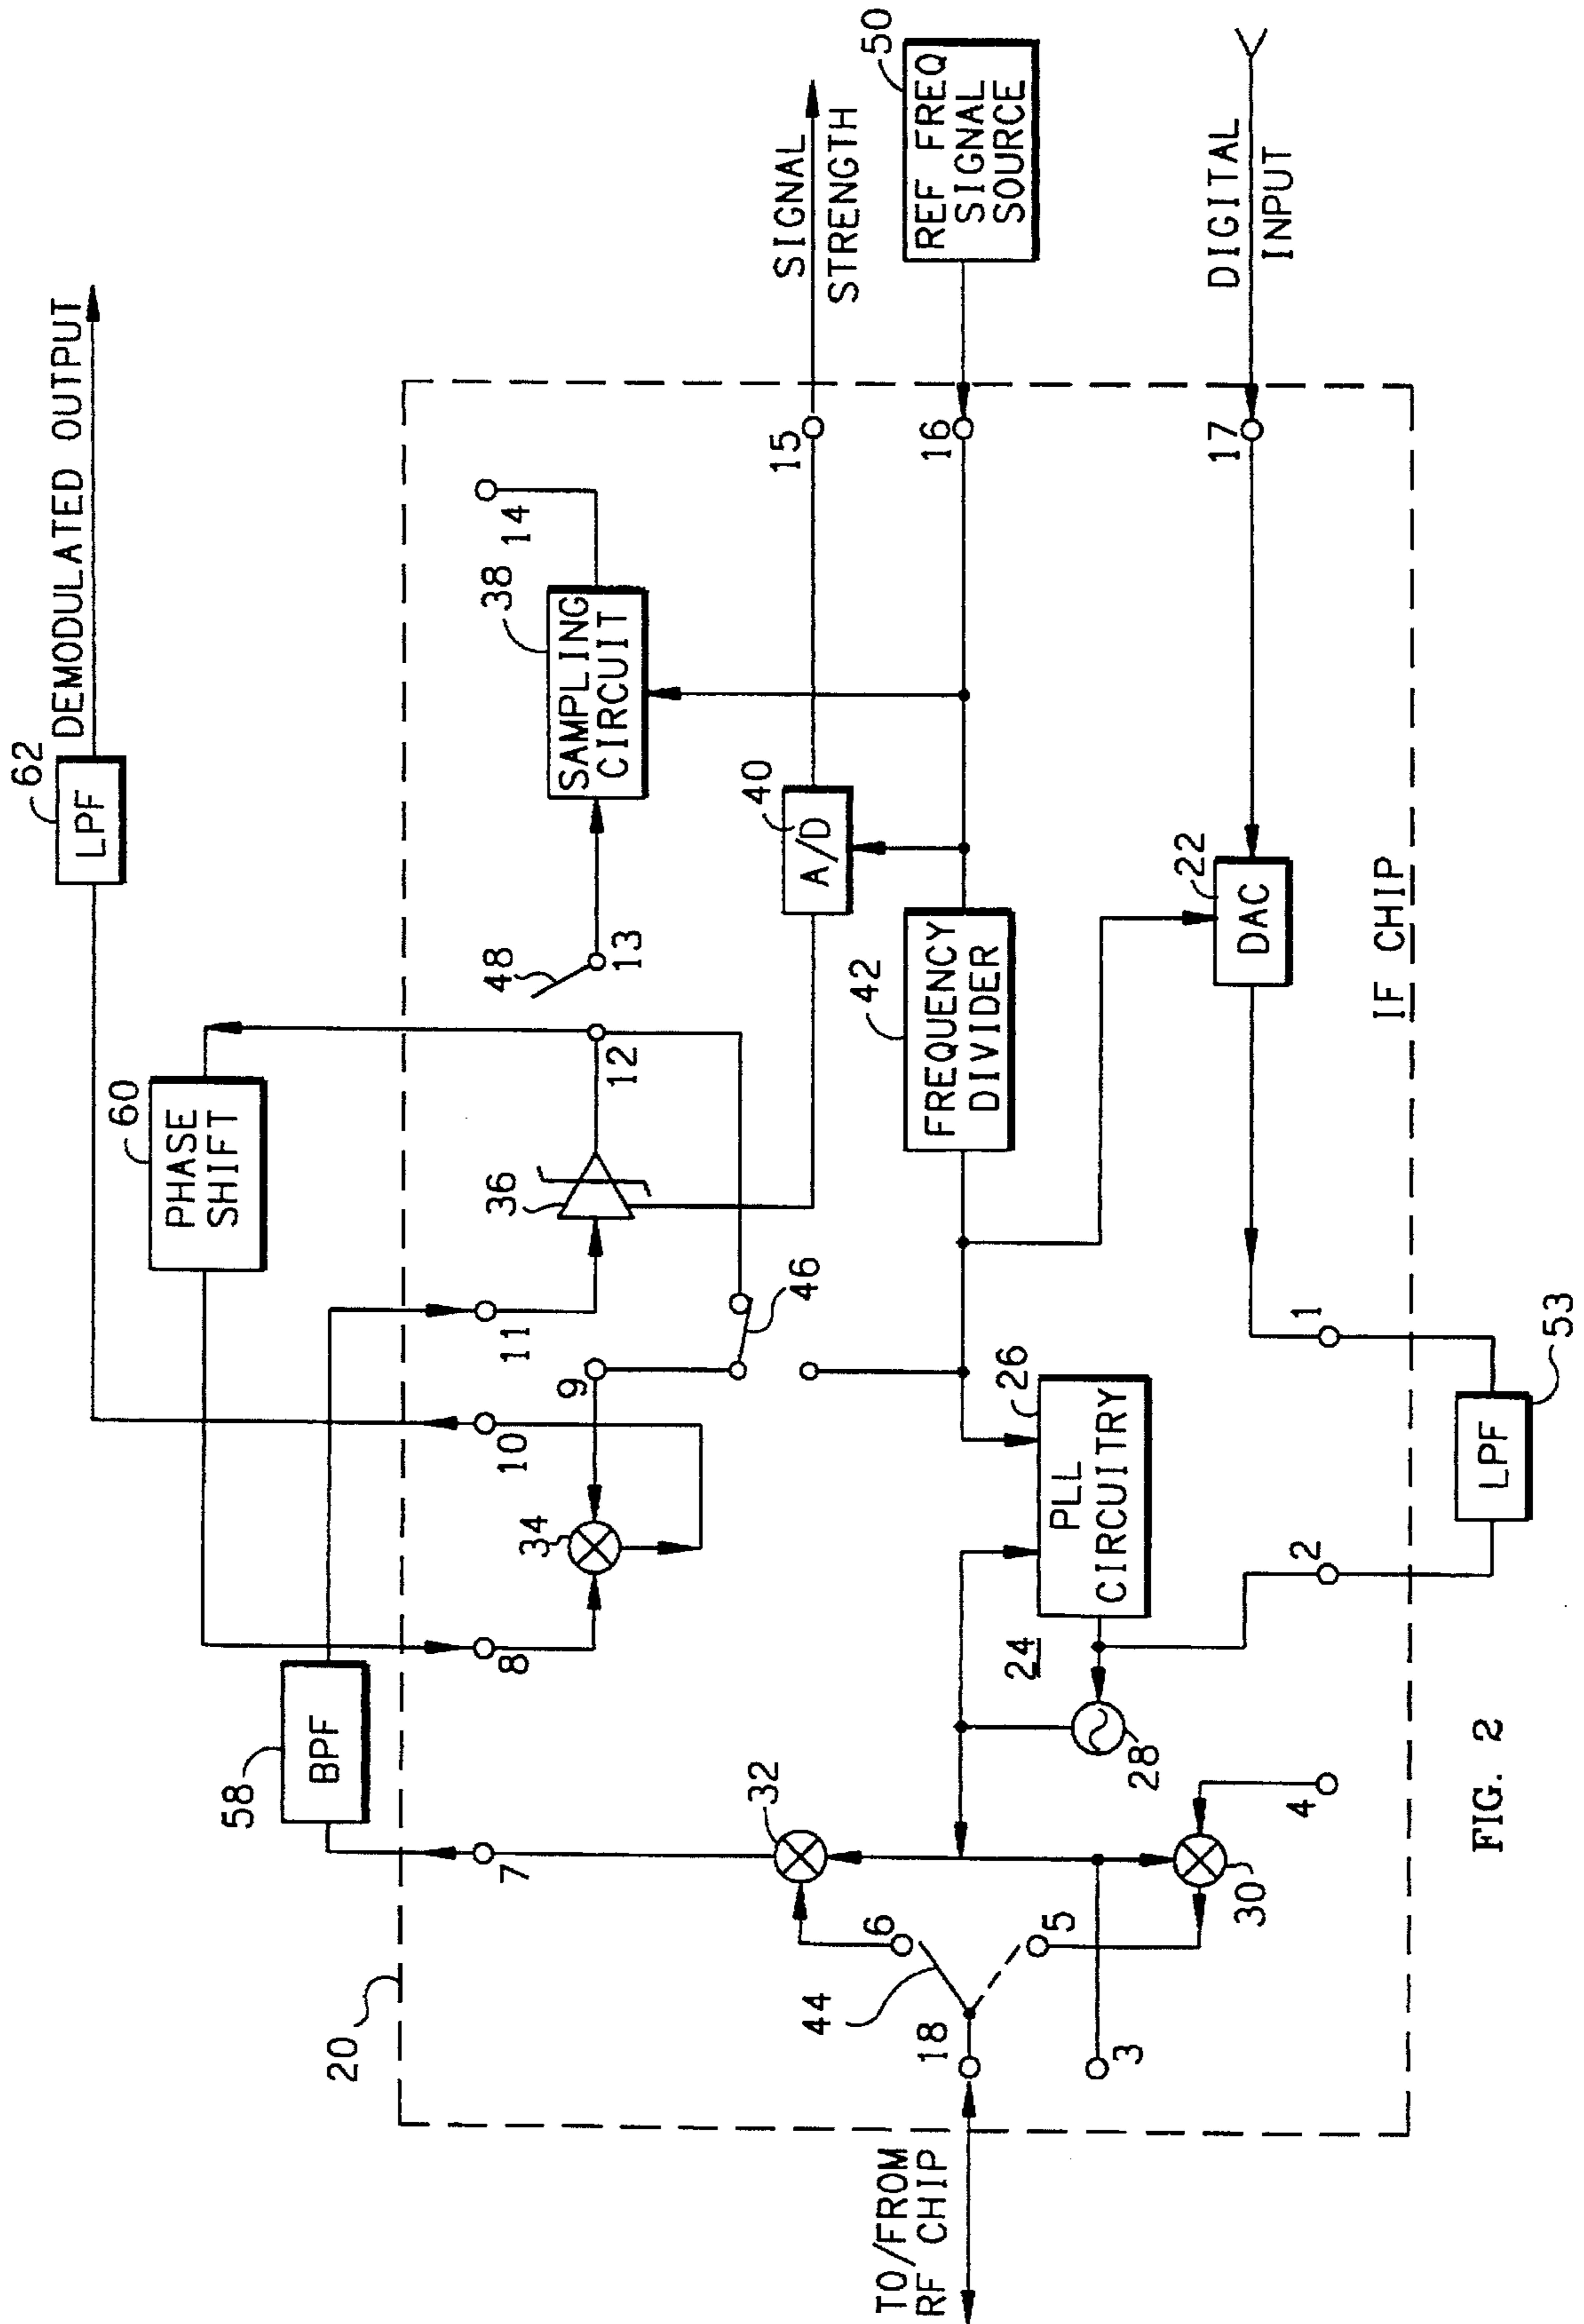 62
LPF
DEMODULATED OUTPUT
60
PHASE
SHIFT
58
BPF
20
7
8
10
11
12
9
34
36
48
13
38
SAMPLING
CIRCUIT
14
46
32
6
44
18
5
3
30
4
40
A/D
15
SIGNAL
STRENGTH
42
FREQUENCY
DIVIDER
16
50
REF FREQ
SIGNAL
SOURCE
26
PLL
CIRCUITRY
24
28
22
DAC
17
DIGITAL
INPUT
1
2
LPF
53
IF CHIP
TO/FROM
RF CHIP
FIG. 2